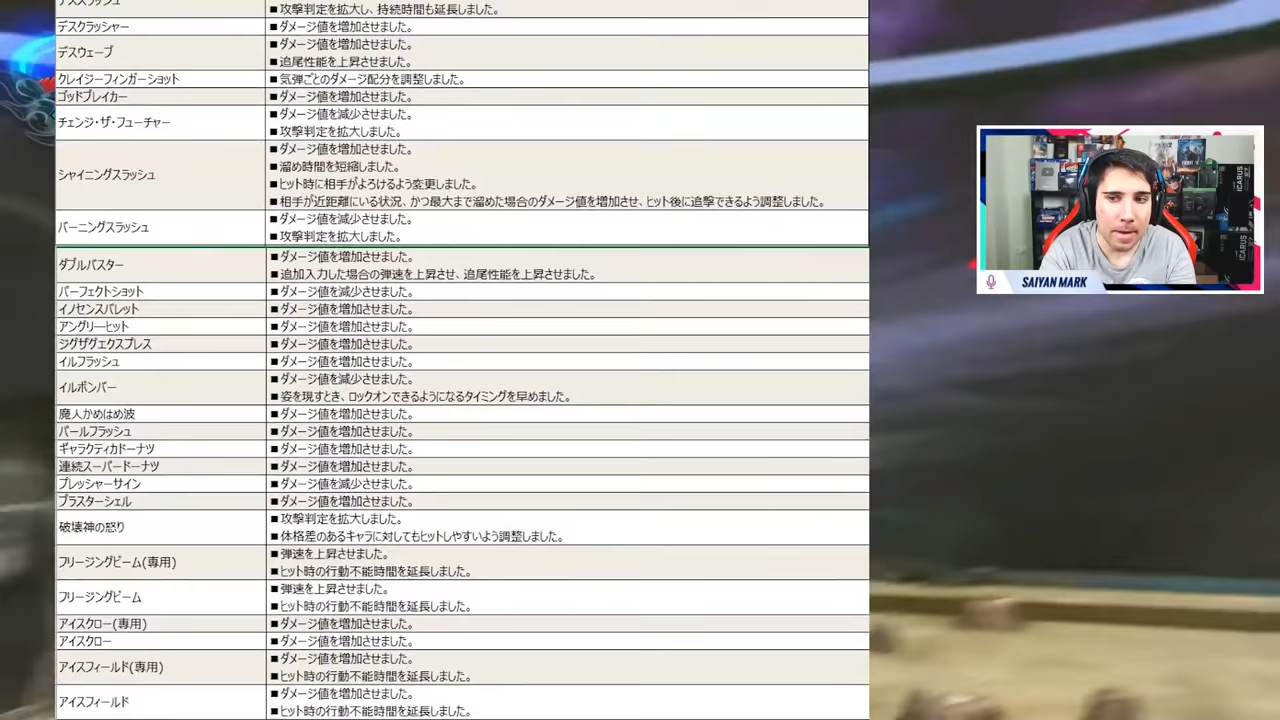 ■攻撃判定を拡大し、持続時間も延長しました。
デスクラッシャー
■ダメージ値を増加させました。
デスウェーブ
■ダメージ値を増加させました。
■追尾性能を上昇させました。
クレイジーフィンガーショット
■気弾ごとのダメージ配分を調整しました。
ゴッドブレイカー
■ダメージ値を増加させました。
チェンジ・ザ・フューチャー
■ダメージ値を減少させました。
■攻撃判定を拡大しました。
シャイニングスラッシュ
■ダメージ値を増加させました。
■溜め時間を短縮しました。
■ヒット時に相手がよろけるよう変更しました。
■相手が近距離にいる状況、かつ最大まで溜めた場合のダメージ値を増加させ、ヒット後に追撃できるよう調整しました。
バーニングスラッシュ
■ダメージ値を減少させました。
■攻撃判定を拡大しました。
ダブルバスター
■ダメージ値を増加させました。
■追加入力した場合の弾速を上昇させ、追尾性能を上昇させました。
パーフェクトショット
■ダメージ値を減少させました。
イノセンスバレット
■ダメージ値を増加させました。
アングリーヒット
■ダメージ値を増加させました。
ジグザグエクスプレス
■ダメージ値を増加させました。
イルフラッシュ
■ダメージ値を増加させました。
イルボンバー
■ダメージ値を減少させました。
■姿を現すとき、ロックオンできるようになるタイミングを早めました。
魔人かめはめ波
■ダメージ値を増加させました。
パールフラッシュ
■ダメージ値を増加させました。
ギャラクティカドーナツ
■ダメージ値を増加させました。
連続スーパードーナツ
■ダメージ値を増加させました。
プレッシャーサイン
■ダメージ値を減少させました。
プラスターシェル
■ダメージ値を増加させました。
破壊神の怒り
■攻撃判定を拡大しました。
■体格差のあるキャラに対してもヒットしやすいよう調整しました。
フリージングビーム(専用)
■弾速を上昇させました。
■ヒット時の行動不能時間を延長しました。
フリージングビーム
■弾速を上昇させました。
■ヒット時の行動不能時間を延長しました。
アイスクロー(専用)
■ダメージ値を増加させました。
アイスクロー
■ダメージ値を増加させました。
アイスフィールド(専用)
■ダメージ値を増加させました。
■ヒット時の行動不能時間を延長しました。
アイスフィールド
■ダメージ値を増加させました。
■ヒット時の行動不能時間を延長しました。
SAIYAN MARK
ICARUS
ICARUS